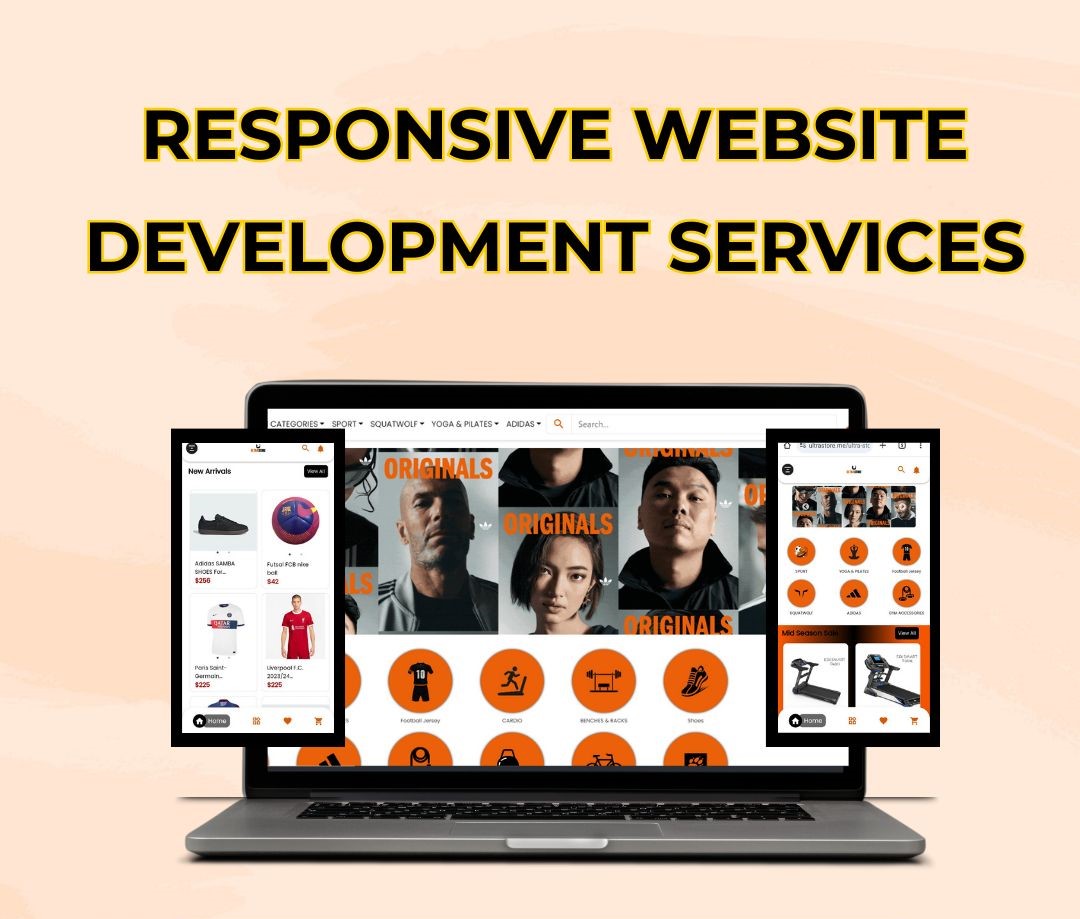 RESPONSIVE WEBSITE
DEVELOPMENT SERVICES
CATEGORIES SPORT SQUATWOLF YOGA & PILATES ADIDAS Search...
ORIGINALS
ORIGINALS
ORIGINALS
New Arrivals View All
Adidas SAMBA
SHOES For...
$256
Futsal FCB nike
ball
$42
QATAR
Paris Saint-
Germain...
$225
Liverpool F.C.
2023/24...
$225
Home
10
Football Jersey
CARDIO
BENCHES & RACKS
Shoes
ultrastore.me/ultra-stc
SPORT
YOGA & PILATES
Football Jersey
SQUATWOLF
ADIDAS
GYM ACCESSORIES
Mid Season Sale View All
Home